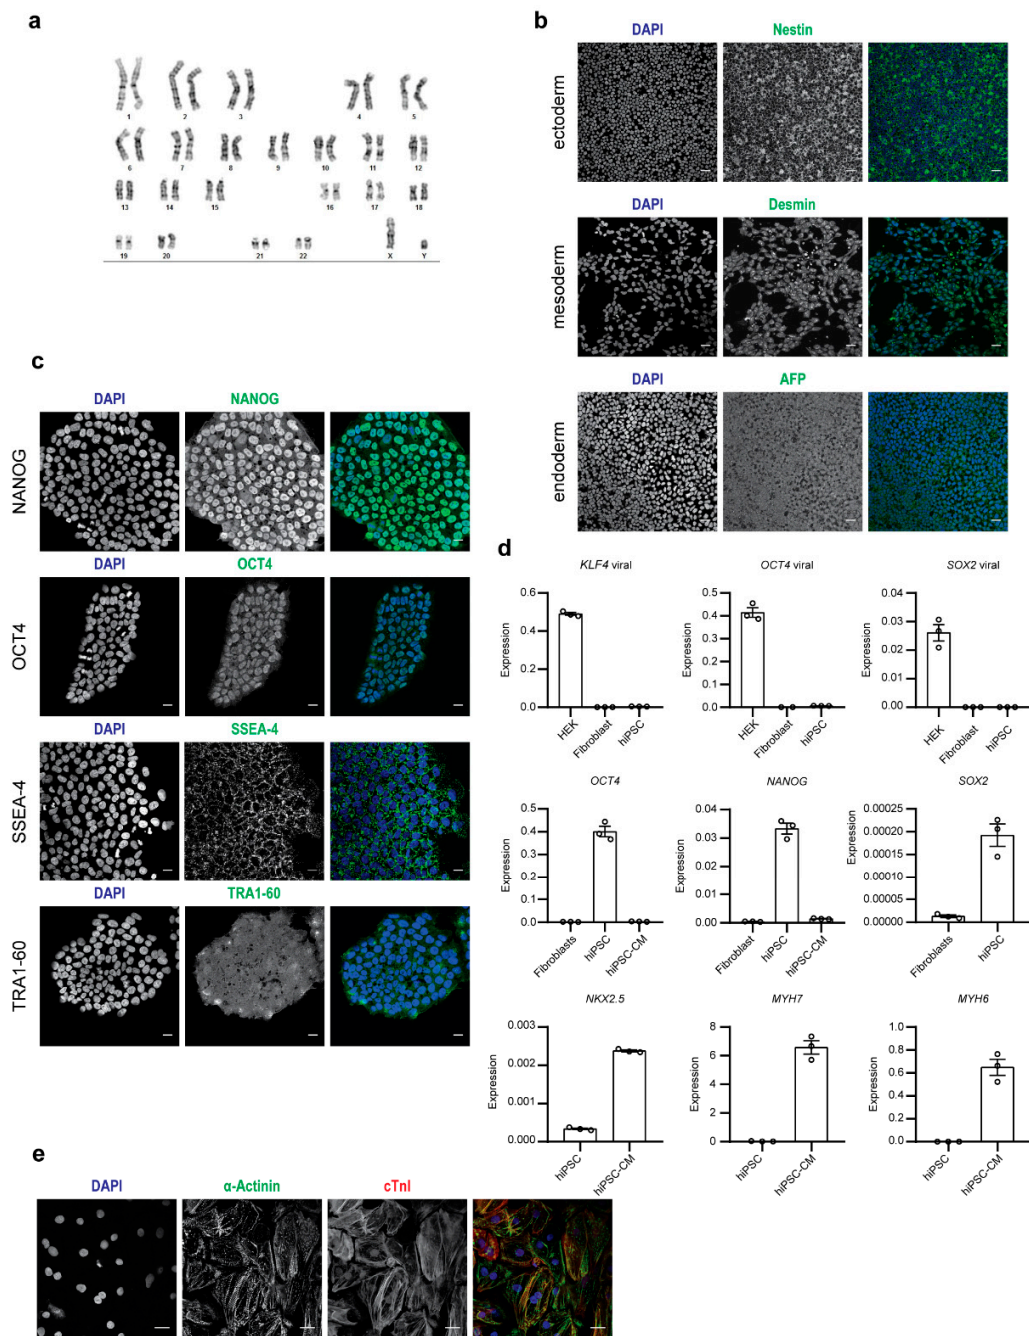 a
1 2 3 4 5
6 7 8 9 10 11 12
13 14 15 16 17 18
19 20 21 22 X Y
b
DAPI Nestin
ectoderm
DAPI Desmin
mesoderm
DAPI AFP
endoderm
c
DAPI NANOG
NANOG
DAPI OCT4
OCT4
DAPI SSEA-4
SSEA-4
DAPI TRA1-60
TRA1-60
d
KLF4 viral
Expression
0.6
0.4
0.2
0.0
HEK
Fibroblast
hiPSC
OCT4 viral
Expression
0.5
0.4
0.3
0.2
0.1
0.0
HEK
Fibroblast
hiPSC
SOX2 viral
Expression
0.04
0.03
0.02
0.01
0.00
HEK
Fibroblast
hiPSC
OCT4
Expression
0.5
0.4
0.3
0.2
0.1
0.0
Fibroblasts
hiPSC
hiPSC-CM
NANOG
Expression
0.04
0.03
0.02
0.01
0.00
Fibroblast
hiPSC
hiPSC-CM
SOX2
Expression
0.00025
0.00020
0.00015
0.00010
0.00005
0.00000
Fibroblasts
hiPSC
NKX2.5
Expression
0.003
0.002
0.001
0.000
hiPSC
hiPSC-CM
MYH7
Expression
8
6
4
2
0
hiPSC
hiPSC-CM
MYH6
Expression
1.0
0.8
0.6
0.4
0.2
0.0
hiPSC
hiPSC-CM
e
DAPI α-Actinin cTnI